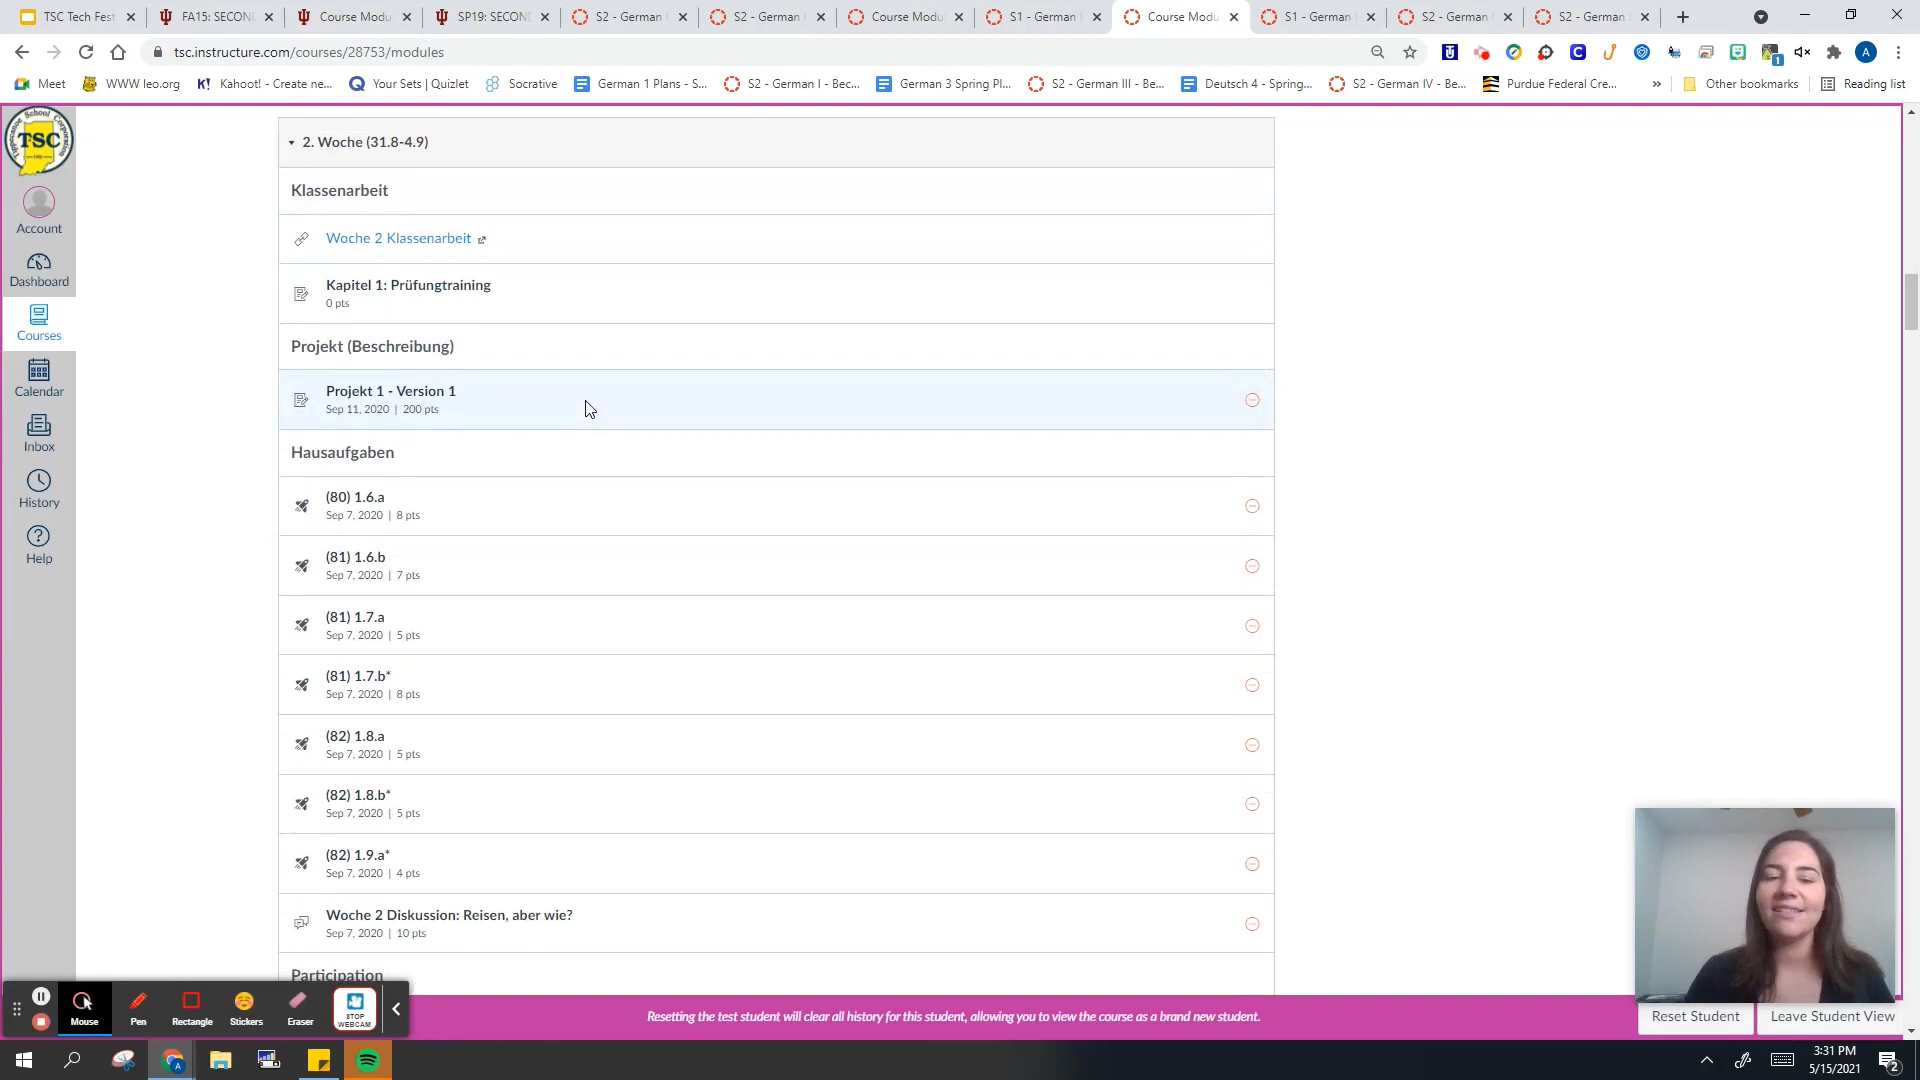 TSC Tech Fest
FA15: SECOND
Course Modu
SP19: SECOND
S2 - German
S2 - German
Course Modu
S1 - German
Course Modu
S1 - German
S2 - German
S2 - German
tsc.instructure.com/courses/28753/modules
Meet
WWW leo.org
Kahoot! - Create ne...
Your Sets | Quizlet
Socrative
German 1 Plans - S...
S2 - German I - Bec...
German 3 Spring Pl...
S2 - German III - Be...
Deutsch 4 - Spring...
S2 - German IV - Be...
Purdue Federal Cre...
»
Other bookmarks
Reading list
Tippecanoe School Corporation
TSC
Account
Dashboard
Courses
Calendar
Inbox
History
Help
2. Woche (31.8-4.9)
Klassenarbeit
Woche 2 Klassenarbeit
Kapitel 1: Prüfungtraining
0 pts
Projekt (Beschreibung)
Projekt 1 - Version 1
Sep 11, 2020 | 200 pts
Hausaufgaben
(80) 1.6.a
Sep 7, 2020 | 8 pts
(81) 1.6.b
Sep 7, 2020 | 7 pts
(81) 1.7.a
Sep 7, 2020 | 5 pts
(81) 1.7.b*
Sep 7, 2020 | 8 pts
(82) 1.8.a
Sep 7, 2020 | 5 pts
(82) 1.8.b*
Sep 7, 2020 | 5 pts
(82) 1.9.a*
Sep 7, 2020 | 4 pts
Woche 2 Diskussion: Reisen, aber wie?
Sep 7, 2020 | 10 pts
Participation
Mouse
Pen
Rectangle
Stickers
Eraser
STOP WEBCAM
Resetting the test student will clear all history for this student, allowing you to view the course as a brand new student.
Reset Student
Leave Student View
3:31 PM
5/15/2021
2